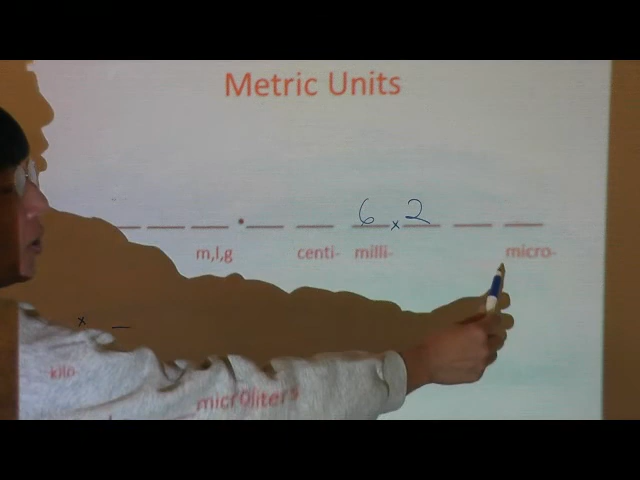 Metric Units
6 x 2
m,l,g centi- milli- micro-
kilo
microliters